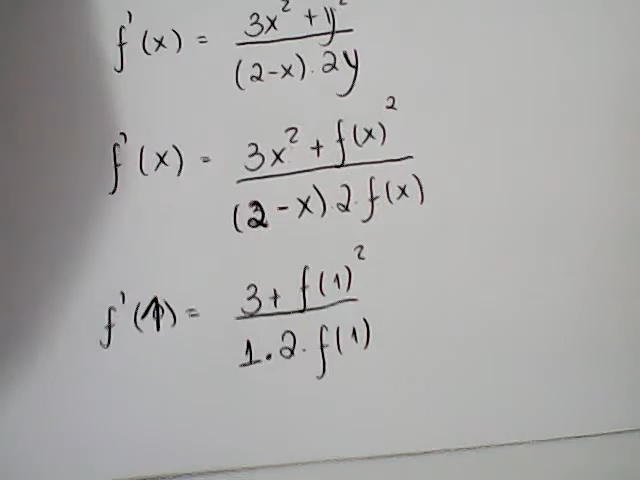 f'(x) = (3x² + y²) / ((2-x).2y)
f'(x) = (3x² + f(x)²) / ((2-x).2.f(x))
f'(1) = (3 + f(1)²) / (1.2.f(1))